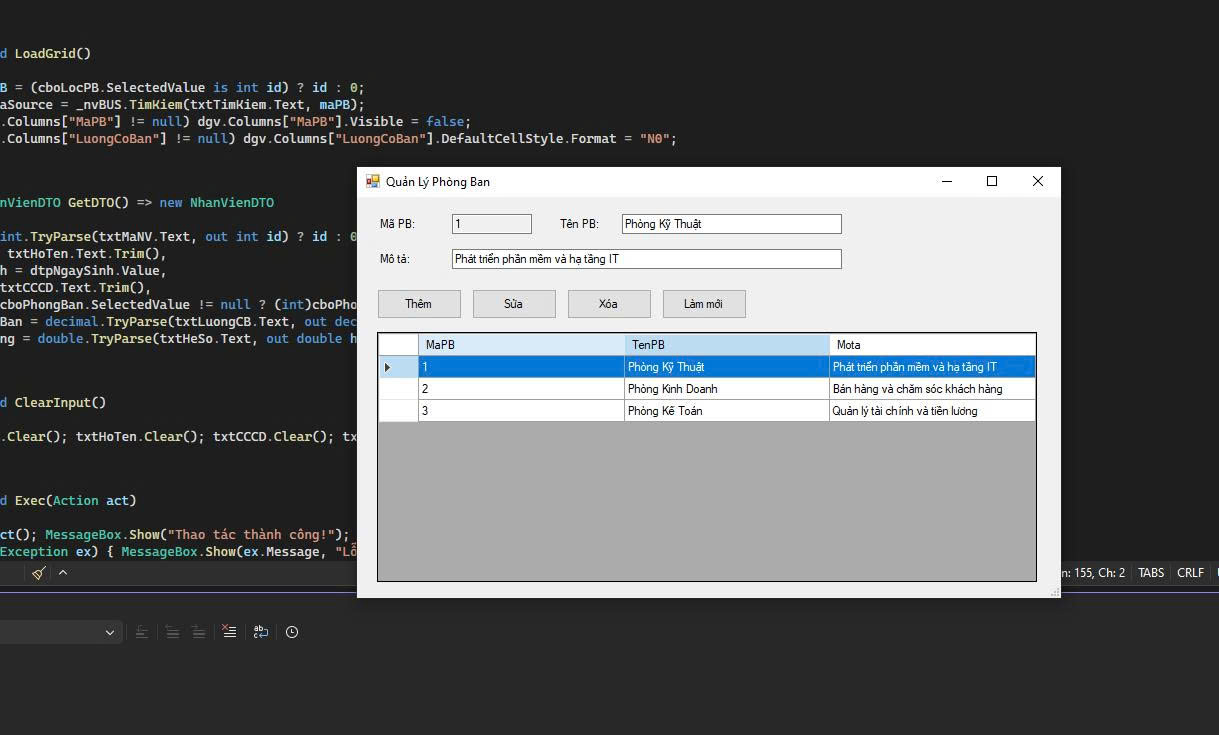 d LoadGrid()
B = (cboLocPB.SelectedValue is int id) ? id : 0;
aSource = _nvBUS.TimKiem(txtTimKiem.Text, maPB);
.Columns["MaPB"] != null) dgv.Columns["MaPB"].Visible = false;
.Columns["LuongCoBan"] != null) dgv.Columns["LuongCoBan"].DefaultCellStyle.Format = "N0";
nVienDTO GetDTO() => new NhanVienDTO
int.TryParse(txtMaNV.Text, out int id) ? id : 0
txtHoTen.Text.Trim(),
h = dtpNgaySinh.Value,
txtCCCD.Text.Trim(),
cboPhongBan.SelectedValue != null ? (int)cboPho
Ban = decimal.TryParse(txtLuongCB.Text, out dec
ng = double.TryParse(txtHeSo.Text, out double h
d ClearInput()
.Clear(); txtHoTen.Clear(); txtCCCD.Clear(); tx
d Exec(Action act)
ct(); MessageBox.Show("Thao tác thành công!");
Exception ex) { MessageBox.Show(ex.Message, "Lỗ
Quản Lý Phòng Ban
Mã PB: 1 Tên PB: Phòng Kỹ Thuật
Mô tả: Phát triển phần mềm và hạ tầng IT
Thêm Sửa Xóa Làm mới
MaPB TenPB Mota
1 Phòng Kỹ Thuật Phát triển phần mềm và hạ tầng IT
2 Phòng Kinh Doanh Bán hàng và chăm sóc khách hàng
3 Phòng Kế Toán Quản lý tài chính và tiền lương
n: 155, Ch: 2 TABS CRLF